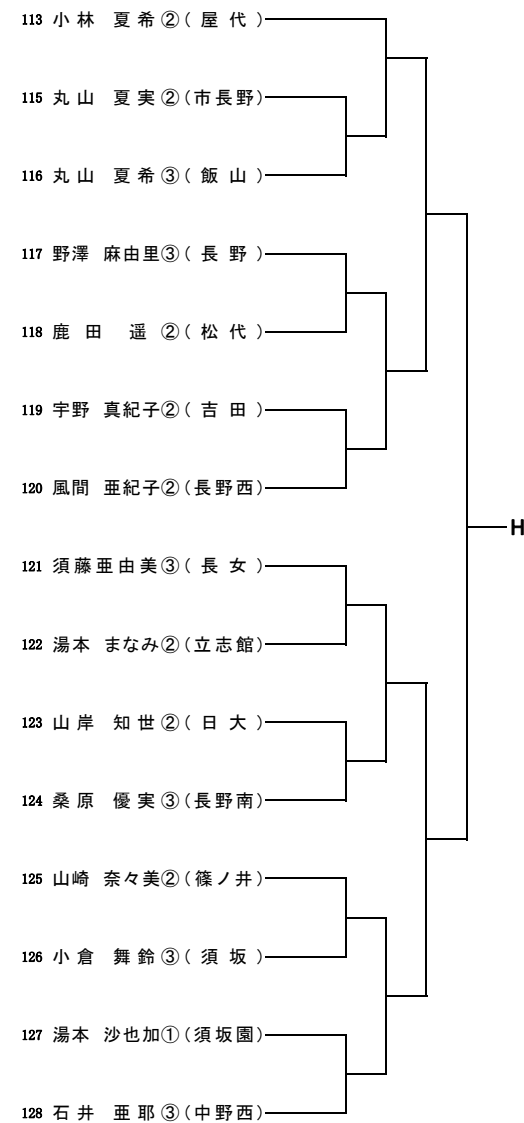 113 小林 夏希②(屋代)
115 丸山 夏実②(市長野)
116 丸山 夏希③(飯山)
117 野澤 麻由里③(長野)
118 鹿田 遥②(松代)
119 宇野 真紀子②(吉田)
120 風間 亜紀子②(長野西)
H
121 須藤亜由美③(長女)
122 湯本 まなみ②(立志館)
123 山岸 知世②(日大)
124 桑原 優実③(長野南)
125 山崎 奈々美②(篠ノ井)
126 小倉 舞鈴③(須坂)
127 湯本 沙也加①(須坂園)
128 石井 亜耶③(中野西)